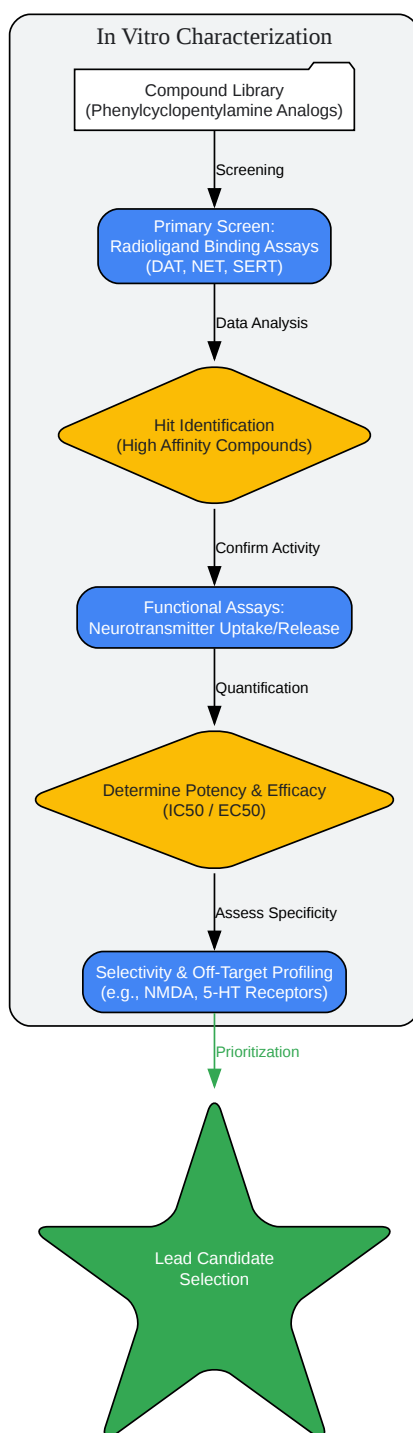 In Vitro Characterization
Compound Library
(Phenylcyclopentylamine Analogs)
Screening
Primary Screen:
Radioligand Binding Assays
(DAT, NET, SERT)
Data Analysis
Hit Identification
(High Affinity Compounds)
Confirm Activity
Functional Assays:
Neurotransmitter Uptake/Release
Quantification
Determine Potency & Efficacy
(IC50 / EC50)
Assess Specificity
Selectivity & Off-Target Profiling
(e.g., NMDA, 5-HT Receptors)
Prioritization
Lead Candidate
Selection